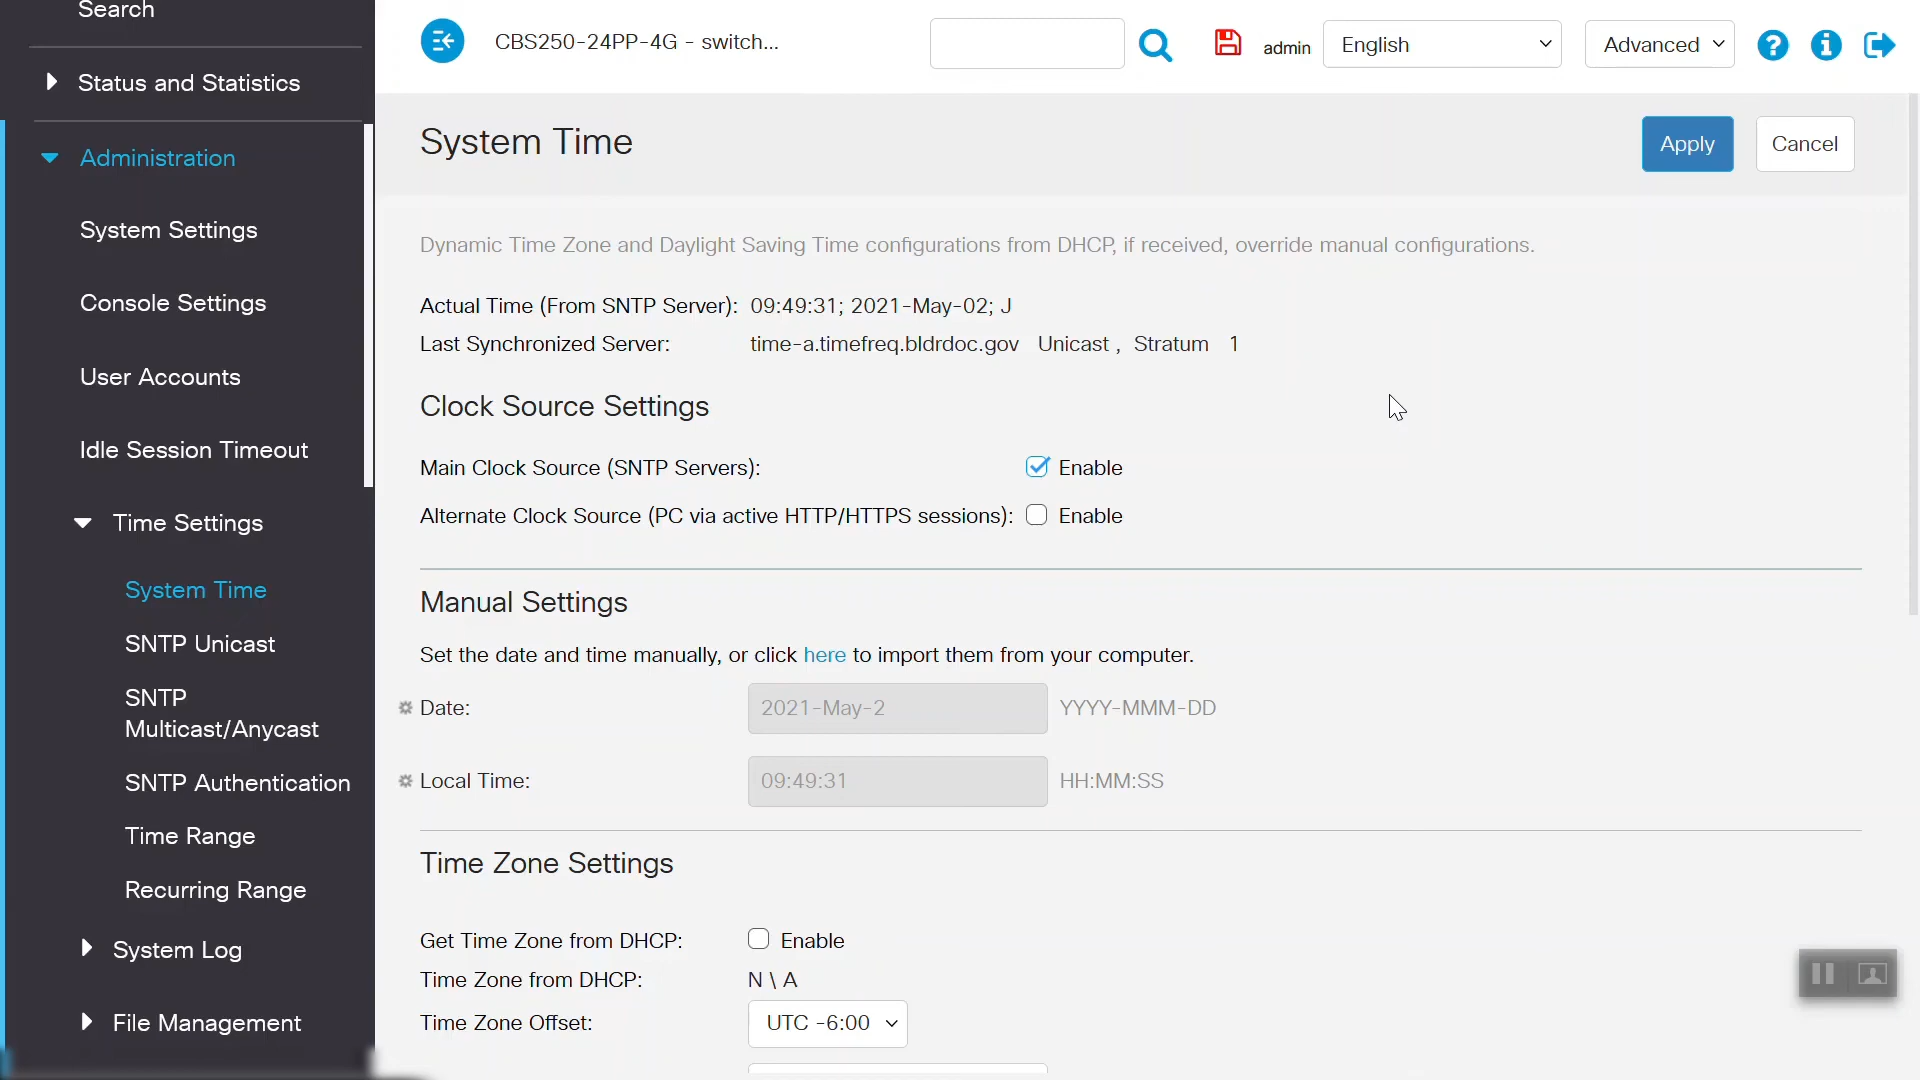 Search
Status and Statistics
Administration
System Settings
Console Settings
User Accounts
Idle Session Timeout
Time Settings
System Time
SNTP Unicast
SNTP
Multicast/Anycast
SNTP Authentication
Time Range
Recurring Range
System Log
File Management
CBS250-24PP-4G - switch...
admin
English
Advanced
System Time
Apply
Cancel
Dynamic Time Zone and Daylight Saving Time configurations from DHCP, if received, override manual configurations.
Actual Time (From SNTP Server): 09:49:31; 2021-May-02; J
Last Synchronized Server: time-a.timefreq.bldrdoc.gov Unicast , Stratum 1
Clock Source Settings
Main Clock Source (SNTP Servers): Enable
Alternate Clock Source (PC via active HTTP/HTTPS sessions): Enable
Manual Settings
Set the date and time manually, or click here to import them from your computer.
Date: 2021-May-2 YYYY-MMM-DD
Local Time: 09:49:31 HH:MM:SS
Time Zone Settings
Get Time Zone from DHCP: Enable
Time Zone from DHCP: N \ A
Time Zone Offset: UTC -6:00